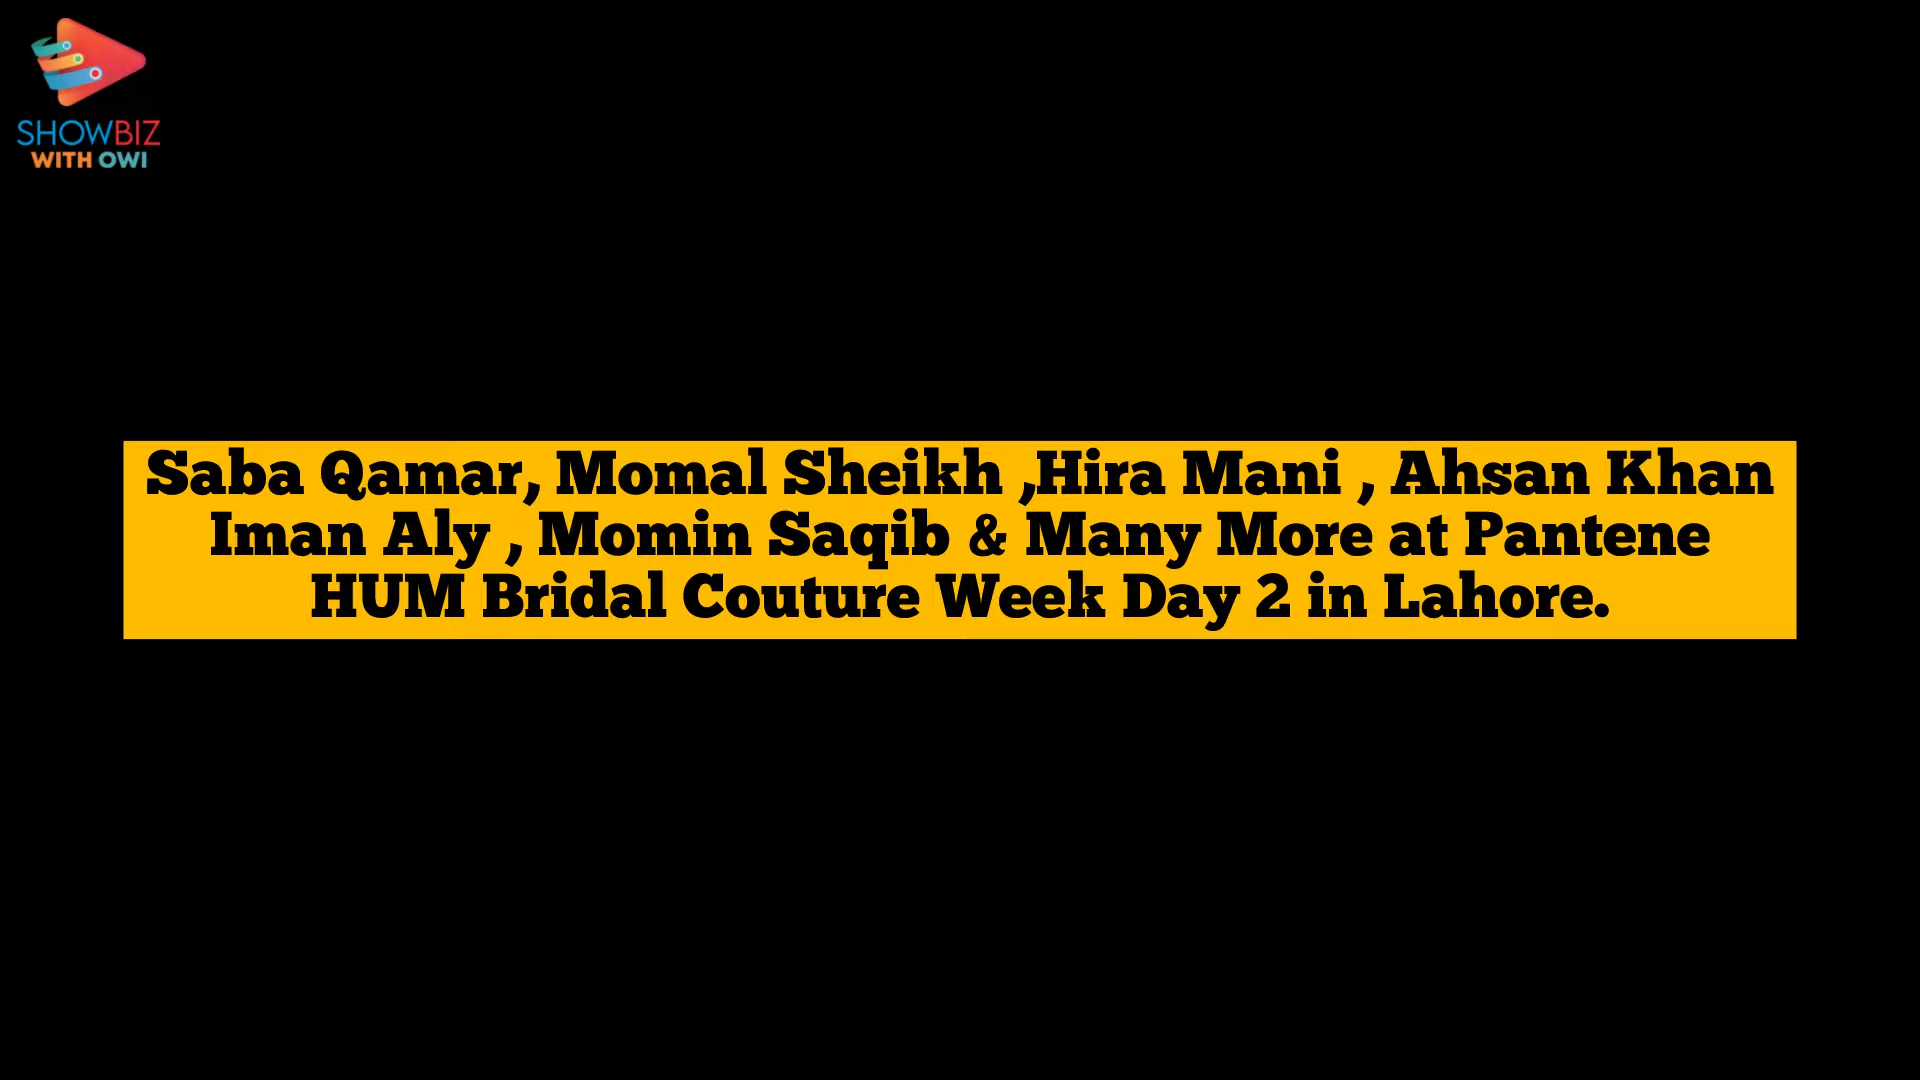 SHOWBIZ
WITH OWI
Saba Qamar, Momal Sheikh ,Hira Mani , Ahsan Khan
Iman Aly , Momin Saqib & Many More at Pantene
HUM Bridal Couture Week Day 2 in Lahore.